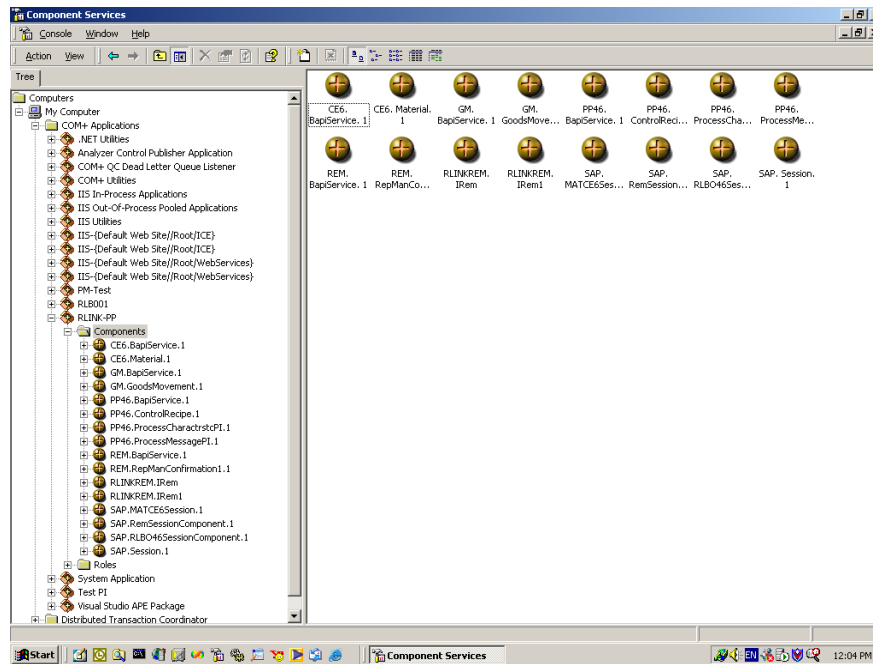 Component Services
Console Window Help
Action View
Tree
Computers
My Computer
COM+ Applications
.NET Utilities
Analyzer Control Publisher Application
COM+ QC Dead Letter Queue Listener
COM+ Utilities
IIS In-Process Applications
IIS Out-Of-Process Pooled Applications
IIS Utilities
IIS-{Default Web Site//Root/ICE}
IIS-{Default Web Site//Root/ICE}
IIS-{Default Web Site//Root/WebServices}
IIS-{Default Web Site//Root/WebServices}
PM-Test
RLB001
RLINK-PP
Components
CE6.BapiService.1
CE6.Material.1
GM.BapiService.1
GM.GoodsMovement.1
PP46.BapiService.1
PP46.ControlRecipe.1
PP46.ProcessCharactrstcPI.1
PP46.ProcessMessagePI.1
REM.BapiService.1
REM.RepManConfirmation1.1
RLINKREM.IRem
RLINKREM.IRem1
SAP.MATCE6Session.1
SAP.RemSessionComponent.1
SAP.RLBO46SessionComponent.1
SAP.Session.1
Roles
System Application
Test PI
Visual Studio APE Package
Distributed Transaction Coordinator
CE6. CE6. Material. GM. GM. PP46. PP46. PP46. PP46.
BapiService. 1 1 BapiService. 1 GoodsMove... BapiService. 1 ControlReci... ProcessCha... ProcessMe...
REM. REM. RLINKREM. RLINKREM. SAP. SAP. SAP. SAP. Session.
BapiService. 1 RepManCo... IRem IRem1 MATCE6Ses... RemSession... RLBO46Ses... 1
Start Component Services EN 12:04 PM